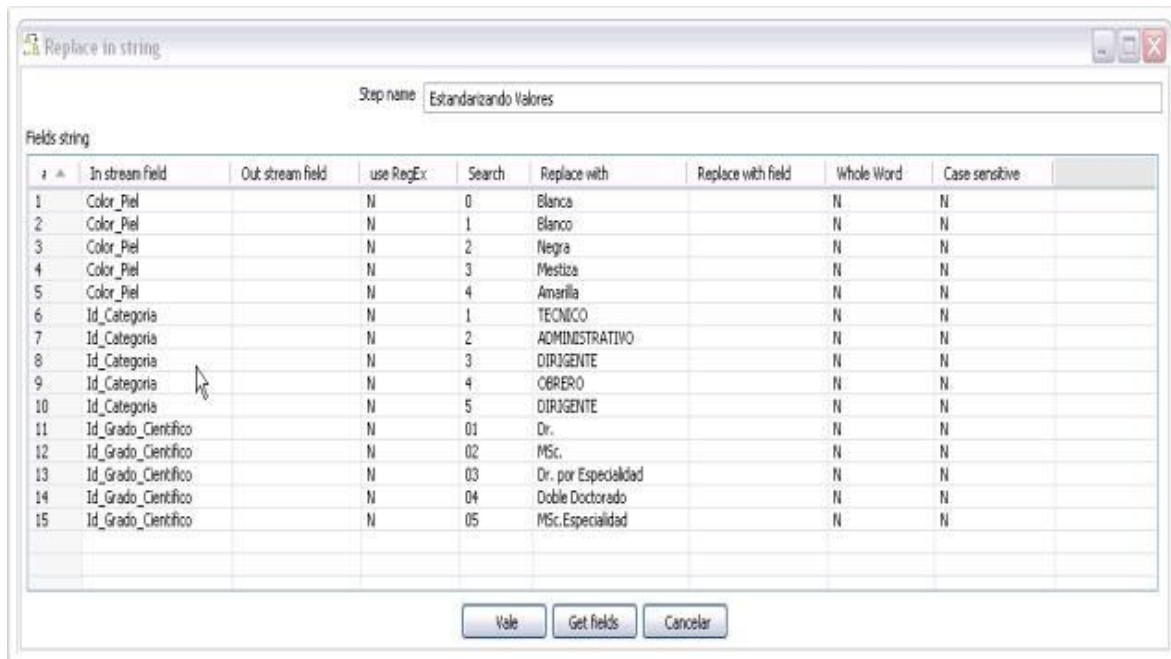 Replace in string
Step name Estandarizando Valores
Fields string
In stream field Out stream field use RegEx Search Replace with Replace with field Whole Word Case sensitive
1 Color_Piel N 0 Blanca N N
2 Color_Piel N 1 Blanco N N
3 Color_Piel N 2 Negra N N
4 Color_Piel N 3 Mestiza N N
5 Color_Piel N 4 Amarilla N N
6 Id_Categoria N 1 TECNICO N N
7 Id_Categoria N 2 ADMINISTRATIVO N N
8 Id_Categoria N 3 DIRIGENTE N N
9 Id_Categoria N 4 OBRERO N N
10 Id_Categoria N 5 DIRIGENTE N N
11 Id_Grado_Cientifico N 01 Dr. N N
12 Id_Grado_Cientifico N 02 MSc. N N
13 Id_Grado_Cientifico N 03 Dr. por Especialidad N N
14 Id_Grado_Cientifico N 04 Doble Doctorado N N
15 Id_Grado_Cientifico N 05 MSc.Especialidad N N
Vale Get fields Cancelar